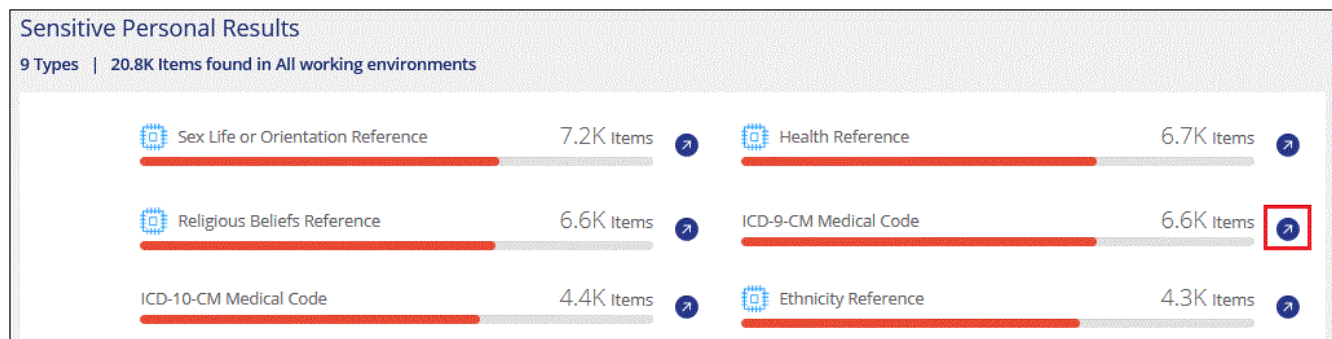 Sensitive Personal Results
9 Types | 20.8K Items found in All working environments
Sex Life or Orientation Reference 7.2K Items
Health Reference 6.7K Items
Religious Beliefs Reference 6.6K Items
ICD-9-CM Medical Code 6.6K Items
ICD-10-CM Medical Code 4.4K Items
Ethnicity Reference 4.3K Items